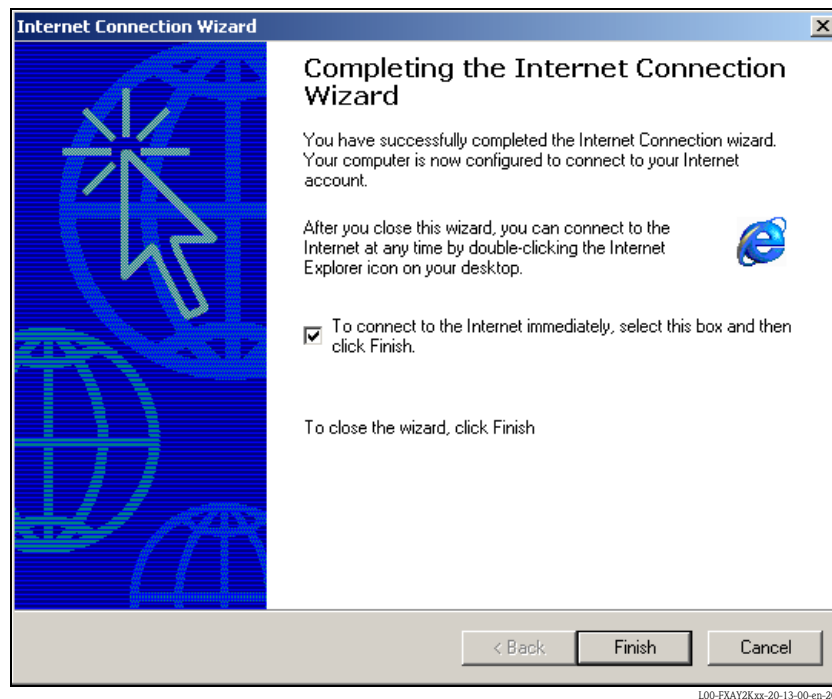 Internet Connection Wizard
Completing the Internet Connection
Wizard
You have successfully completed the Internet Connection wizard.
Your computer is now configured to connect to your Internet
account.
After you close this wizard, you can connect to the
Internet at any time by double-clicking the Internet
Explorer icon on your desktop.
To connect to the Internet immediately, select this box and then
click Finish.
To close the wizard, click Finish
< Back Finish Cancel